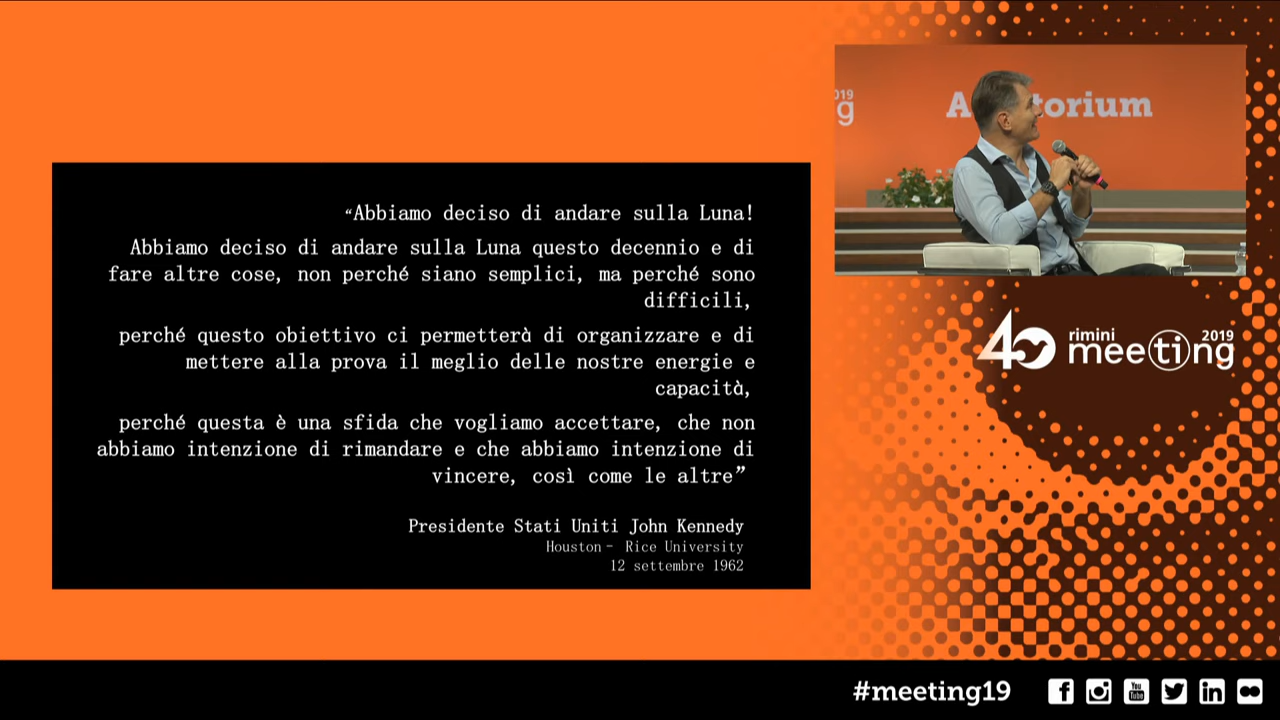 “Abbiamo deciso di andare sulla Luna!
Abbiamo deciso di andare sulla Luna questo decennio e di
fare altre cose, non perché siano semplici, ma perché sono
difficili,
perché questo obiettivo ci permetterà di organizzare e di
mettere alla prova il meglio delle nostre energie e
capacità,
perché questa è una sfida che vogliamo accettare, che non
abbiamo intenzione di rimandare e che abbiamo intenzione di
vincere, così come le altre”
Presidente Stati Uniti John Kennedy
Houston – Rice University
12 settembre 1962
40 rimini 2019
meeting
#meeting19
You Tube
in